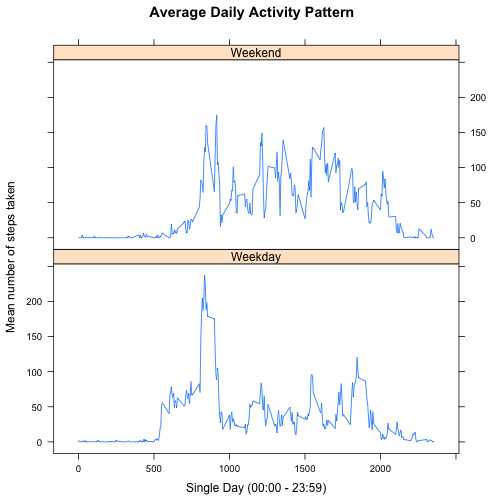 Average Daily Activity Pattern
Weekend
200
150
100
50
0
Weekday
200
150
100
50
0
Mean number of steps taken
0 500 1000 1500 2000
Single Day (00:00 - 23:59)